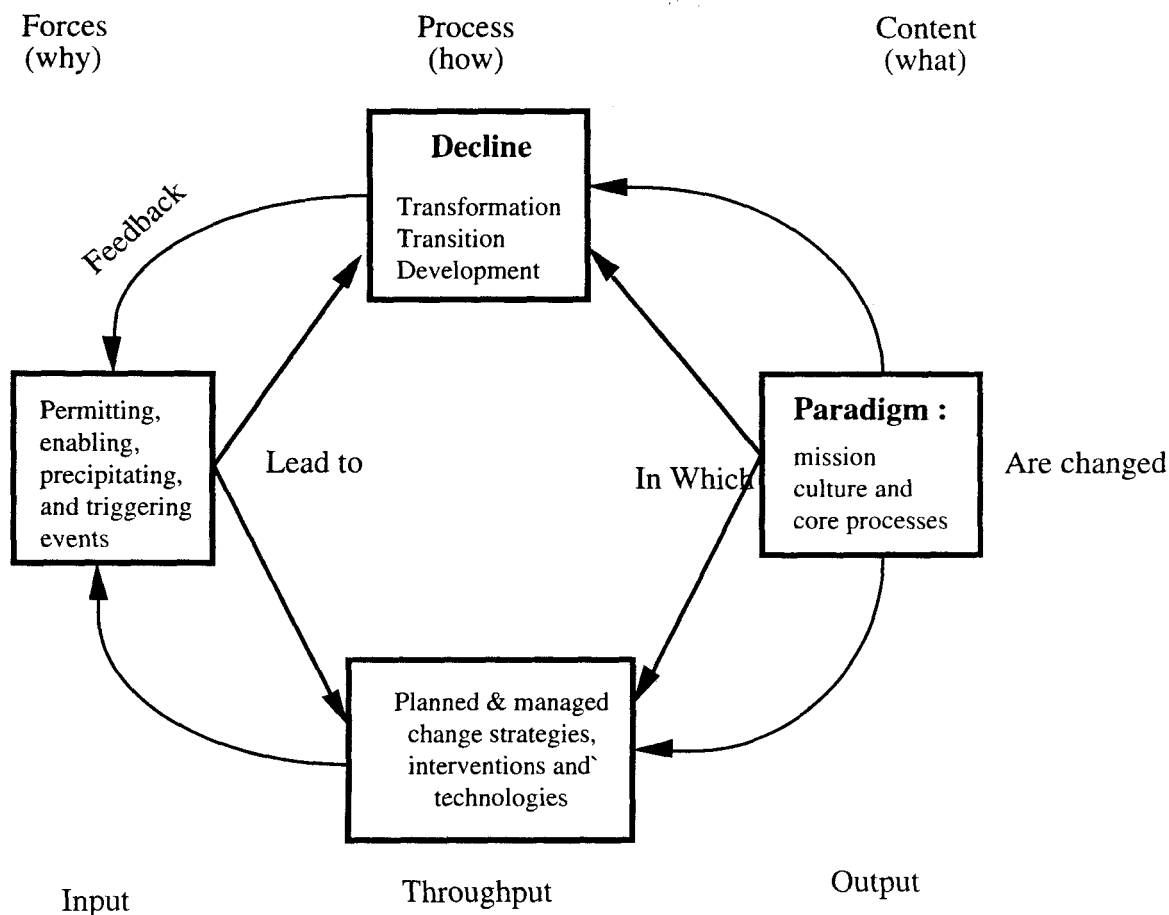 Forces
(why)
Process
(how)
Content
(what)
Decline
Transformation
Transition
Development
Feedback
Permitting,
enabling,
precipitating,
and triggering
events
Lead to
In Which
Paradigm :
mission
culture and
core processes
Are changed
Planned & managed
change strategies,
interventions and`
technologies
Input
Throughput
Output